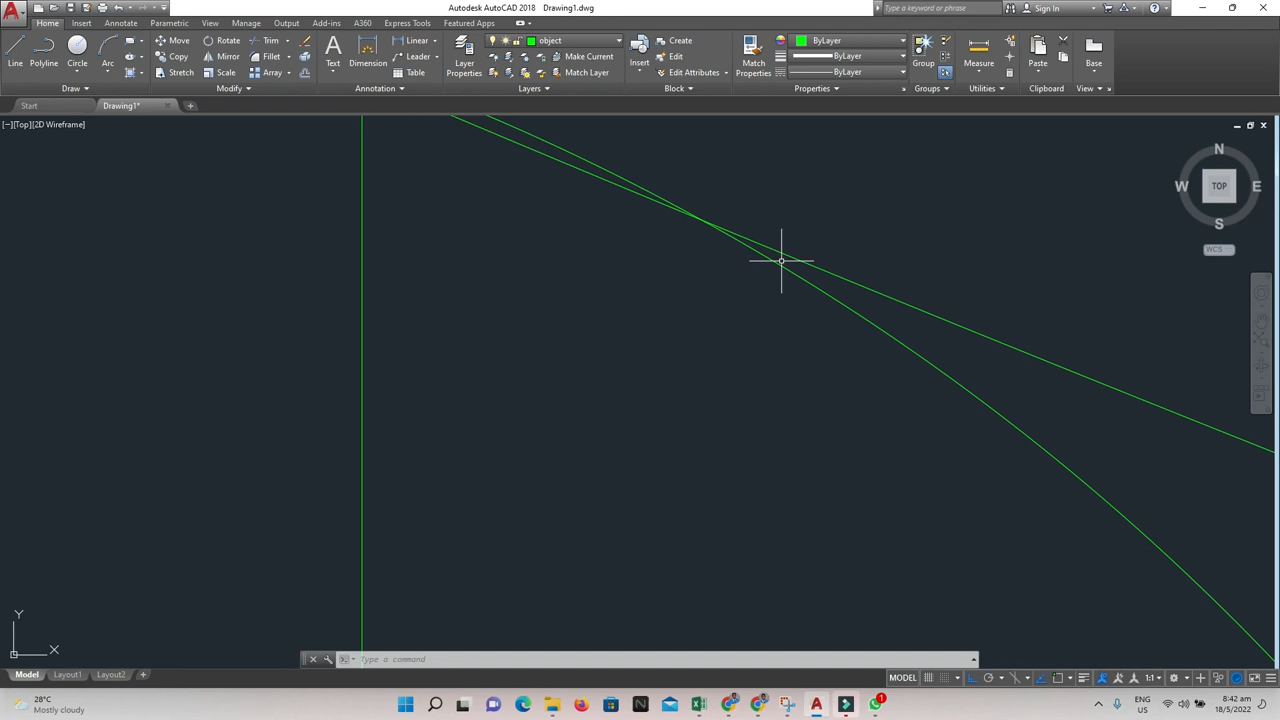 Autodesk AutoCAD 2018 Drawing1.dwg
Type a keyword or phrase
Sign In
Home Insert Annotate Parametric View Manage Output Add-ins A360 Express Tools Featured Apps
Line Polyline Circle Arc
Move Rotate Trim
Copy Mirror Fillet
Stretch Scale Array
Text Dimension
Linear
Leader
Table
Layer Properties
object
Make Current
Match Layer
Insert
Create
Edit
Edit Attributes
Match Properties
ByLayer
ByLayer
ByLayer
Group Measure Paste Base
Draw Modify Annotation Layers Block Properties Groups Utilities Clipboard View
Start Drawing1*
[−][Top][2D Wireframe]
N
W TOP E
S
WCS
Y
X
Type a command
Model Layout1 Layout2
MODEL 1:1
28°C
Mostly cloudy
1
ENG
US
8:42 am
18/5/2022